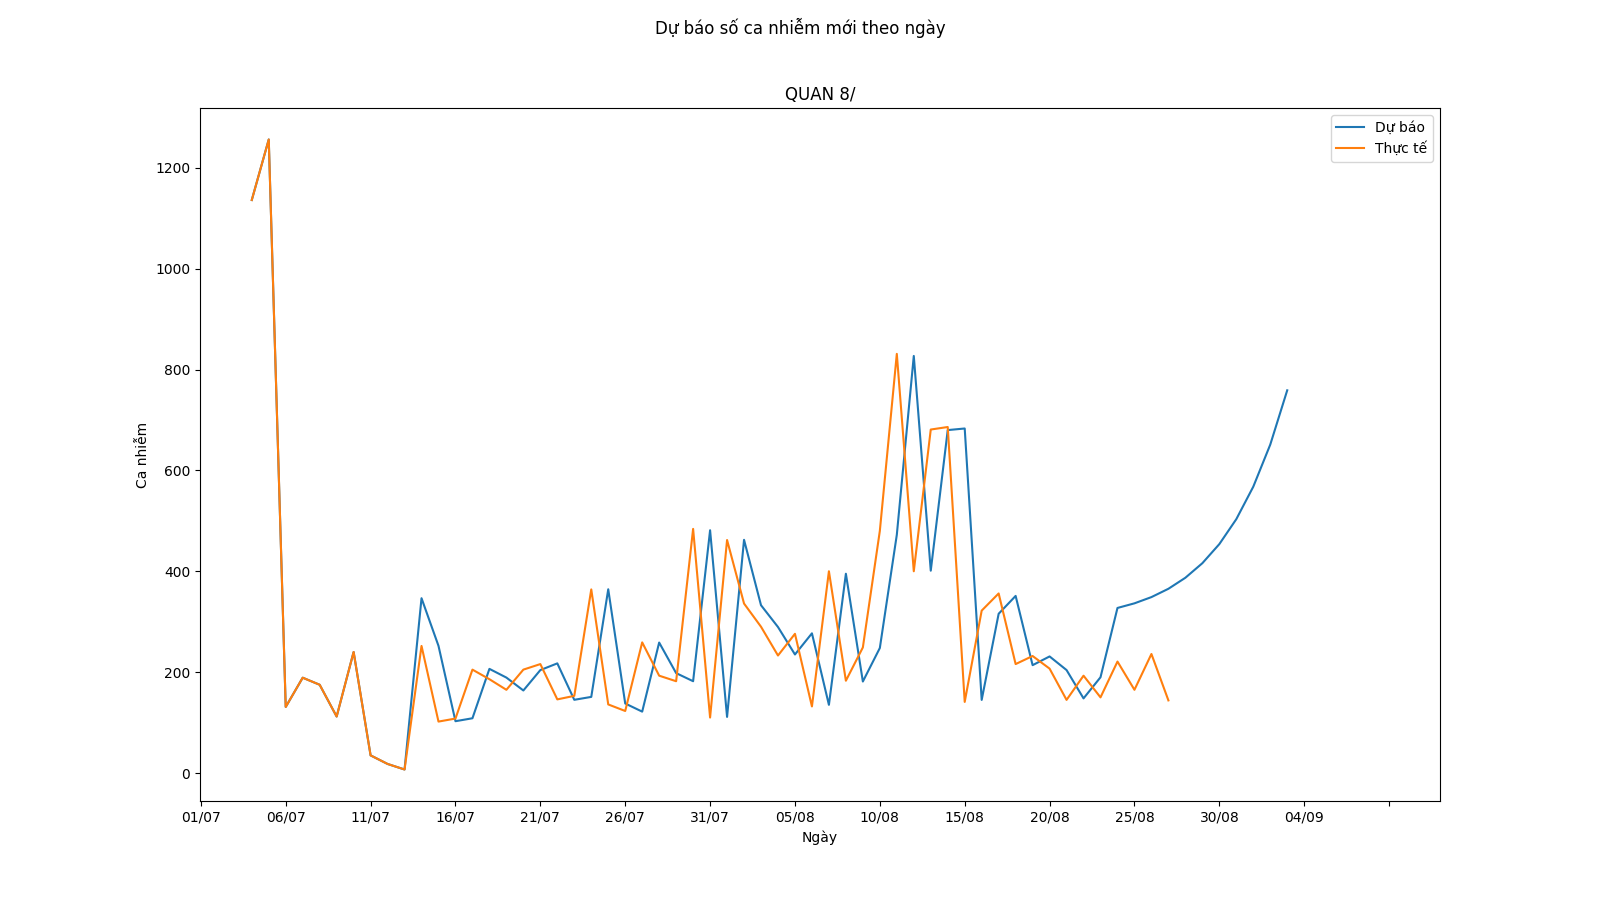 Dự báo số ca nhiễm mới theo ngày
QUAN 8/
Dự báo
Thực tế
1200
1000
800
600
400
200
0
Ca nhiễm
01/07 06/07 11/07 16/07 21/07 26/07 31/07 05/08 10/08 15/08 20/08 25/08 30/08 04/09
Ngày